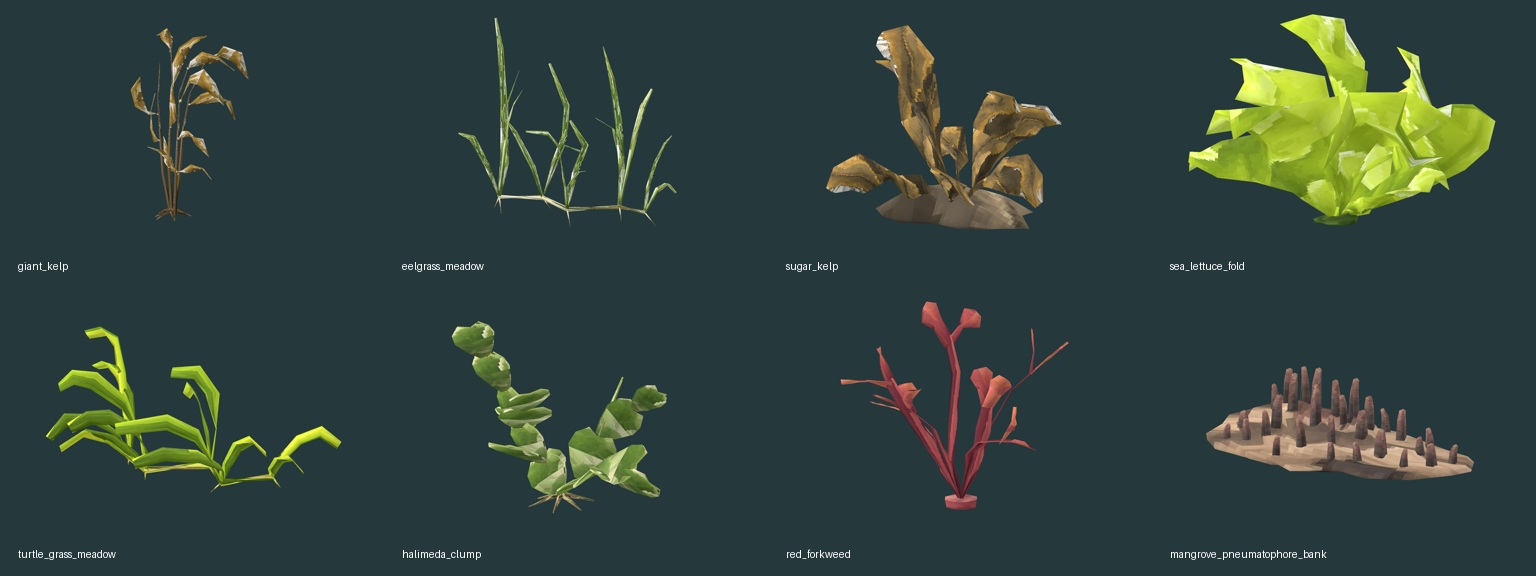 giant_kelp
eelgrass_meadow
sugar_kelp
sea_lettuce_fold
turtle_grass_meadow
halimeda_clump
red_forkweed
mangrove_pneumatophore_bank